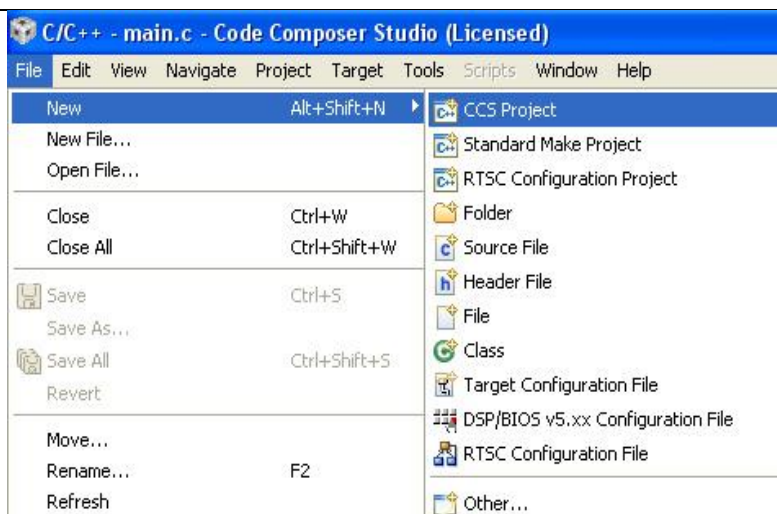 C/C++ - main.c - Code Composer Studio (Licensed)
File Edit View Navigate Project Target Tools Scripts Window Help
New Alt+Shift+N
New File...
Open File...
Close Ctrl+W
Close All Ctrl+Shift+W
Save Ctrl+S
Save As...
Save All Ctrl+Shift+S
Revert
Move...
Rename... F2
Refresh
CCS Project
Standard Make Project
RTSC Configuration Project
Folder
Source File
Header File
File
Class
Target Configuration File
DSP/BIOS v5.xx Configuration File
RTSC Configuration File
Other...